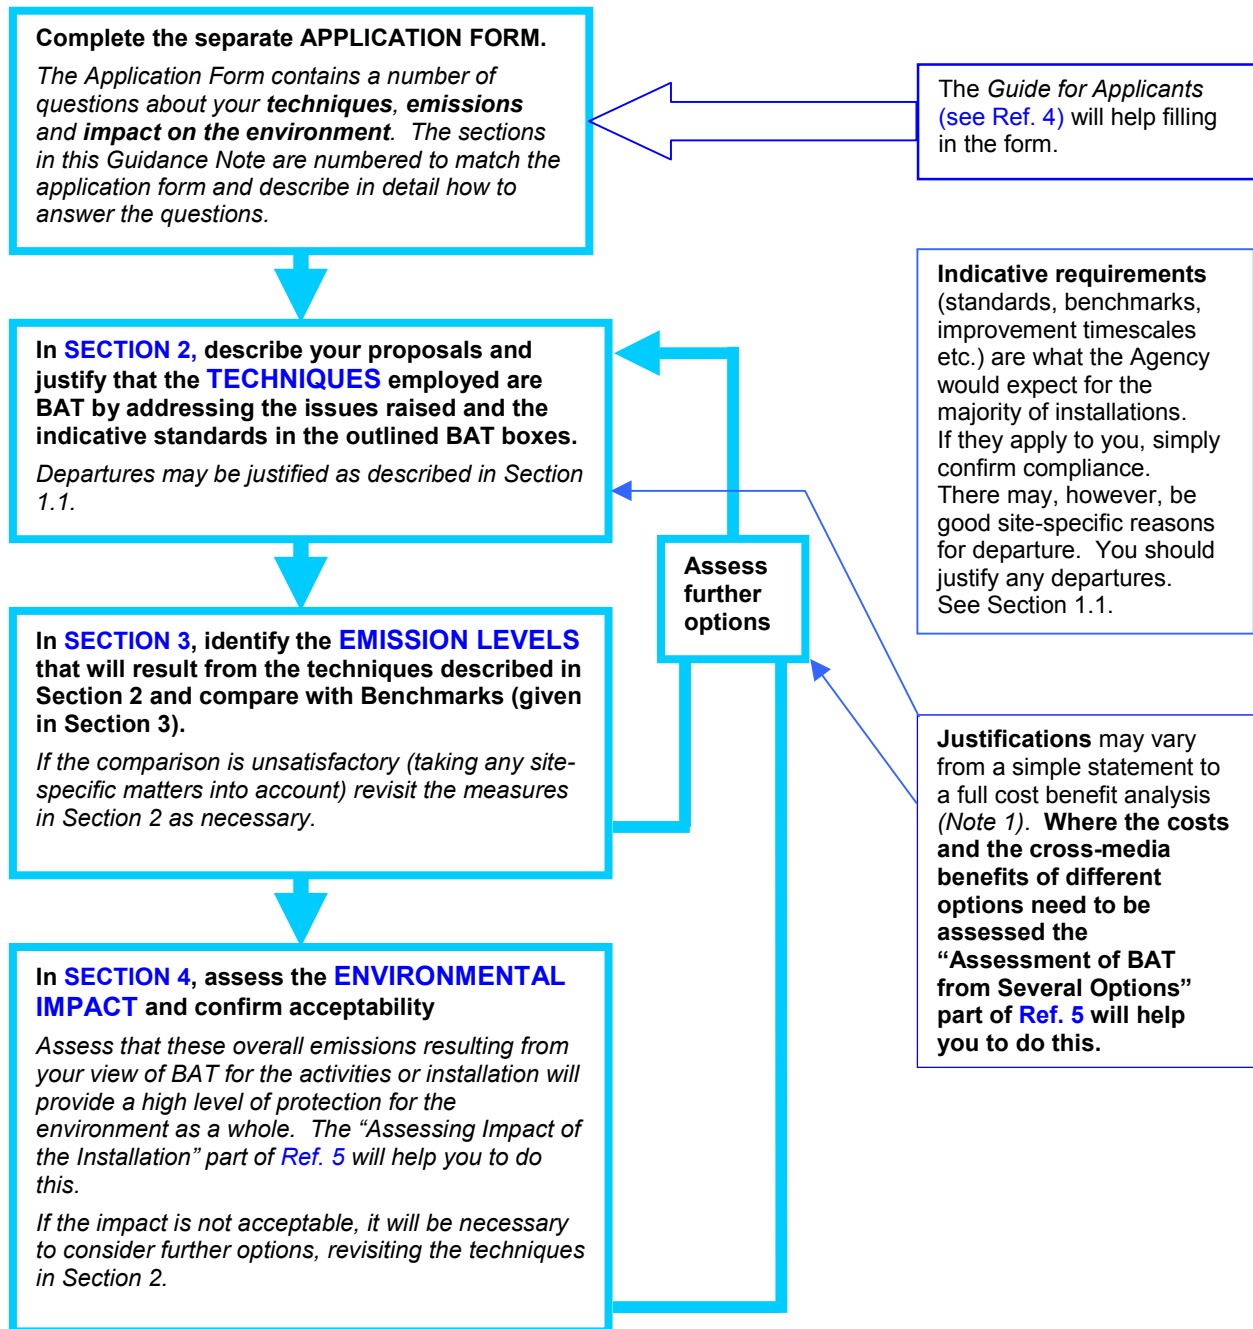 Complete the separate APPLICATION FORM.
The Application Form contains a number of
questions about your techniques, emissions
and impact on the environment. The sections
in this Guidance Note are numbered to match the
application form and describe in detail how to
answer the questions.
The Guide for Applicants
(see Ref. 4) will help filling
in the form.
In SECTION 2, describe your proposals and
justify that the TECHNIQUES employed are
BAT by addressing the issues raised and the
indicative standards in the outlined BAT boxes.
Departures may be justified as described in Section
1.1.
Indicative requirements
(standards, benchmarks,
improvement timescales
etc.) are what the Agency
would expect for the
majority of installations.
If they apply to you, simply
confirm compliance.
There may, however, be
good site-specific reasons
for departure. You should
justify any departures.
See Section 1.1.
Assess
further
options
In SECTION 3, identify the EMISSION LEVELS
that will result from the techniques described in
Section 2 and compare with Benchmarks (given
in Section 3).
If the comparison is unsatisfactory (taking any site-
specific matters into account) revisit the measures
in Section 2 as necessary.
Justifications may vary
from a simple statement to
a full cost benefit analysis
(Note 1). Where the costs
and the cross-media
benefits of different
options need to be
assessed the
“Assessment of BAT
from Several Options”
part of Ref. 5 will help
you to do this.
In SECTION 4, assess the ENVIRONMENTAL
IMPACT and confirm acceptability
Assess that these overall emissions resulting from
your view of BAT for the activities or installation will
provide a high level of protection for the
environment as a whole. The “Assessing Impact of
the Installation” part of Ref. 5 will help you to do
this.
If the impact is not acceptable, it will be necessary
to consider further options, revisiting the techniques
in Section 2.